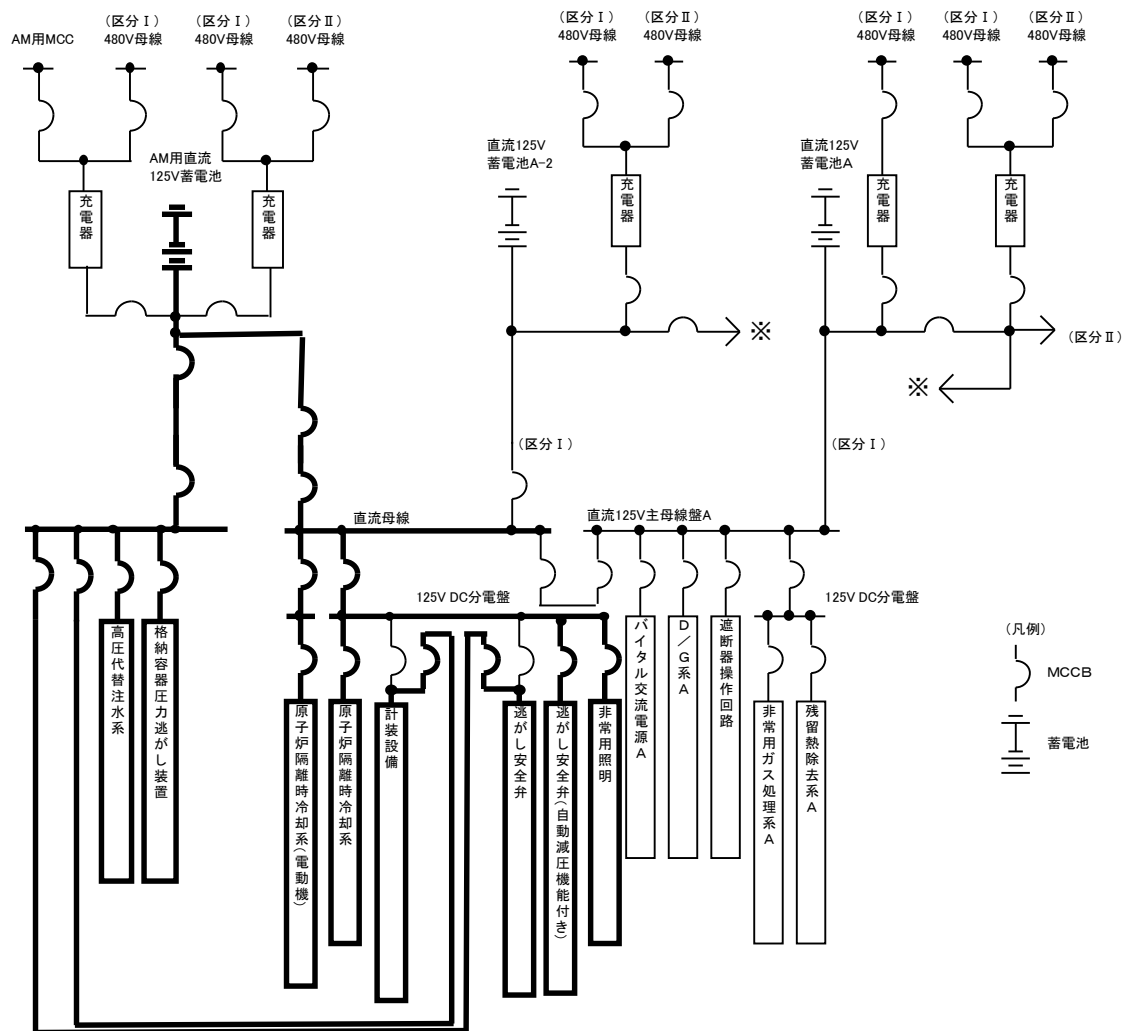 AM用MCC
(区分Ⅰ)
480V母線
(区分Ⅰ)
480V母線
(区分Ⅱ)
480V母線
(区分Ⅰ)
480V母線
(区分Ⅱ)
480V母線
(区分Ⅰ)
480V母線
(区分Ⅰ)
480V母線
(区分Ⅱ)
480V母線
AM用直流
125V蓄電池
直流125V
蓄電池A-2
直流125V
蓄電池A
充電器
充電器
充電器
充電器
充電器
※
(区分Ⅱ)
※
(区分Ⅰ)
(区分Ⅰ)
直流母線
直流125V主母線盤A
125V DC分電盤
125V DC分電盤
高圧代替注水系
格納容器圧力逃がし装置
原子炉隔離時冷却系(電動機)
原子炉隔離時冷却系
計装設備
逃がし安全弁
逃がし安全弁(自動減圧機能付き)
非常用照明
バイタル交流電源A
D/G系A
遮断器操作回路
非常用ガス処理系A
残留熱除去系A
(凡例)
MCCB
蓄電池